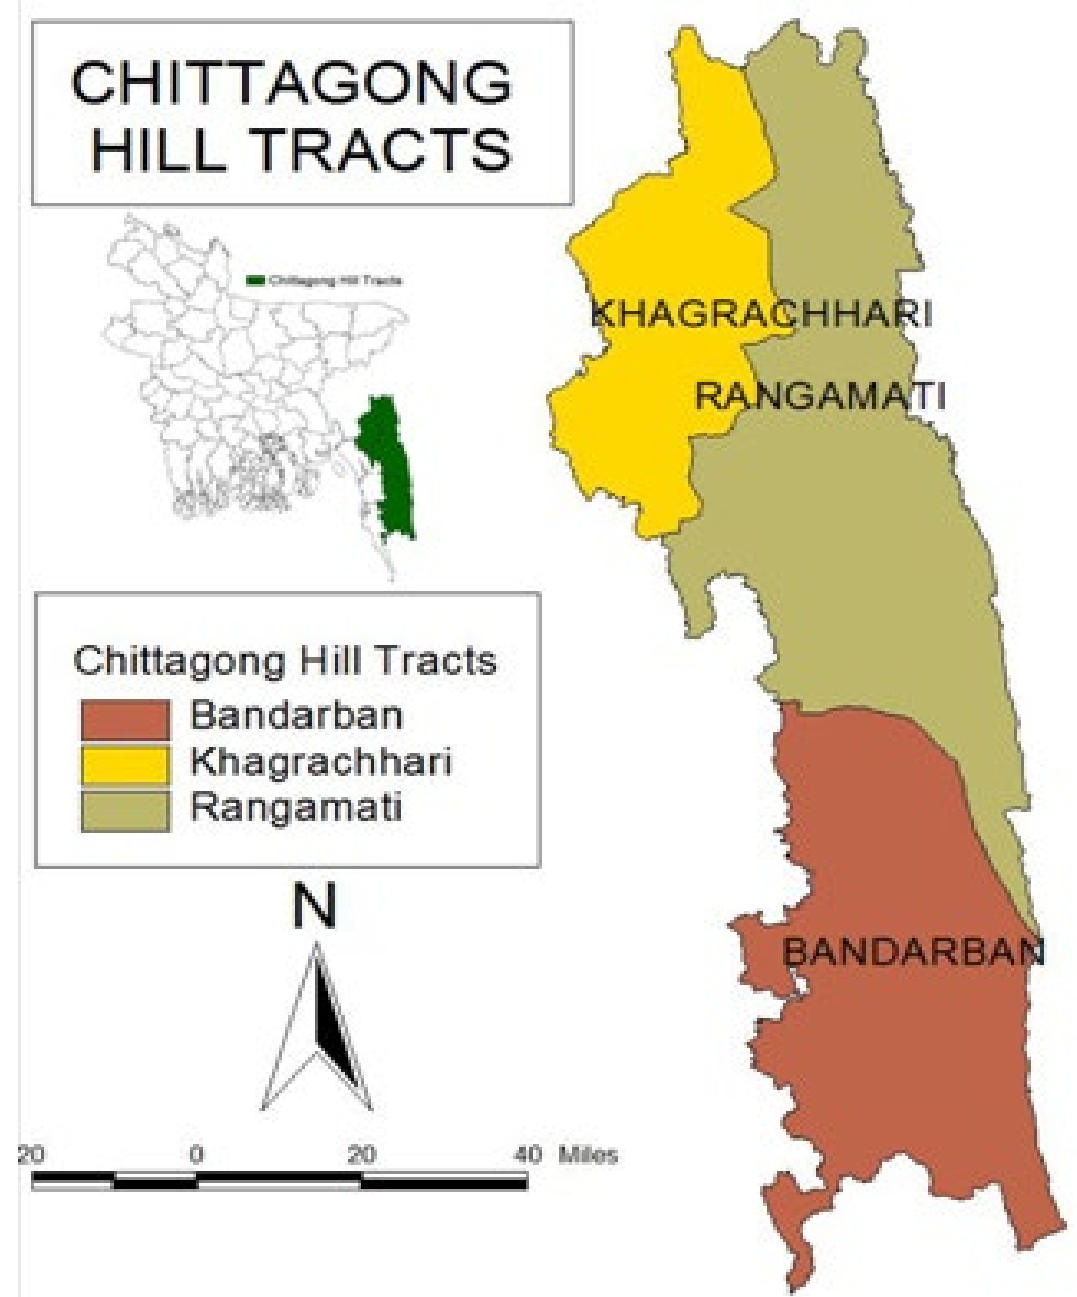 CHITTAGONG
HILL TRACTS
Chittagong Hill Tracts
KHAGRACHHARI
RANGAMATI
Chittagong Hill Tracts
Bandarban
Khagrachhari
Rangamati
N
BANDARBAN
20 0 20 40 Miles